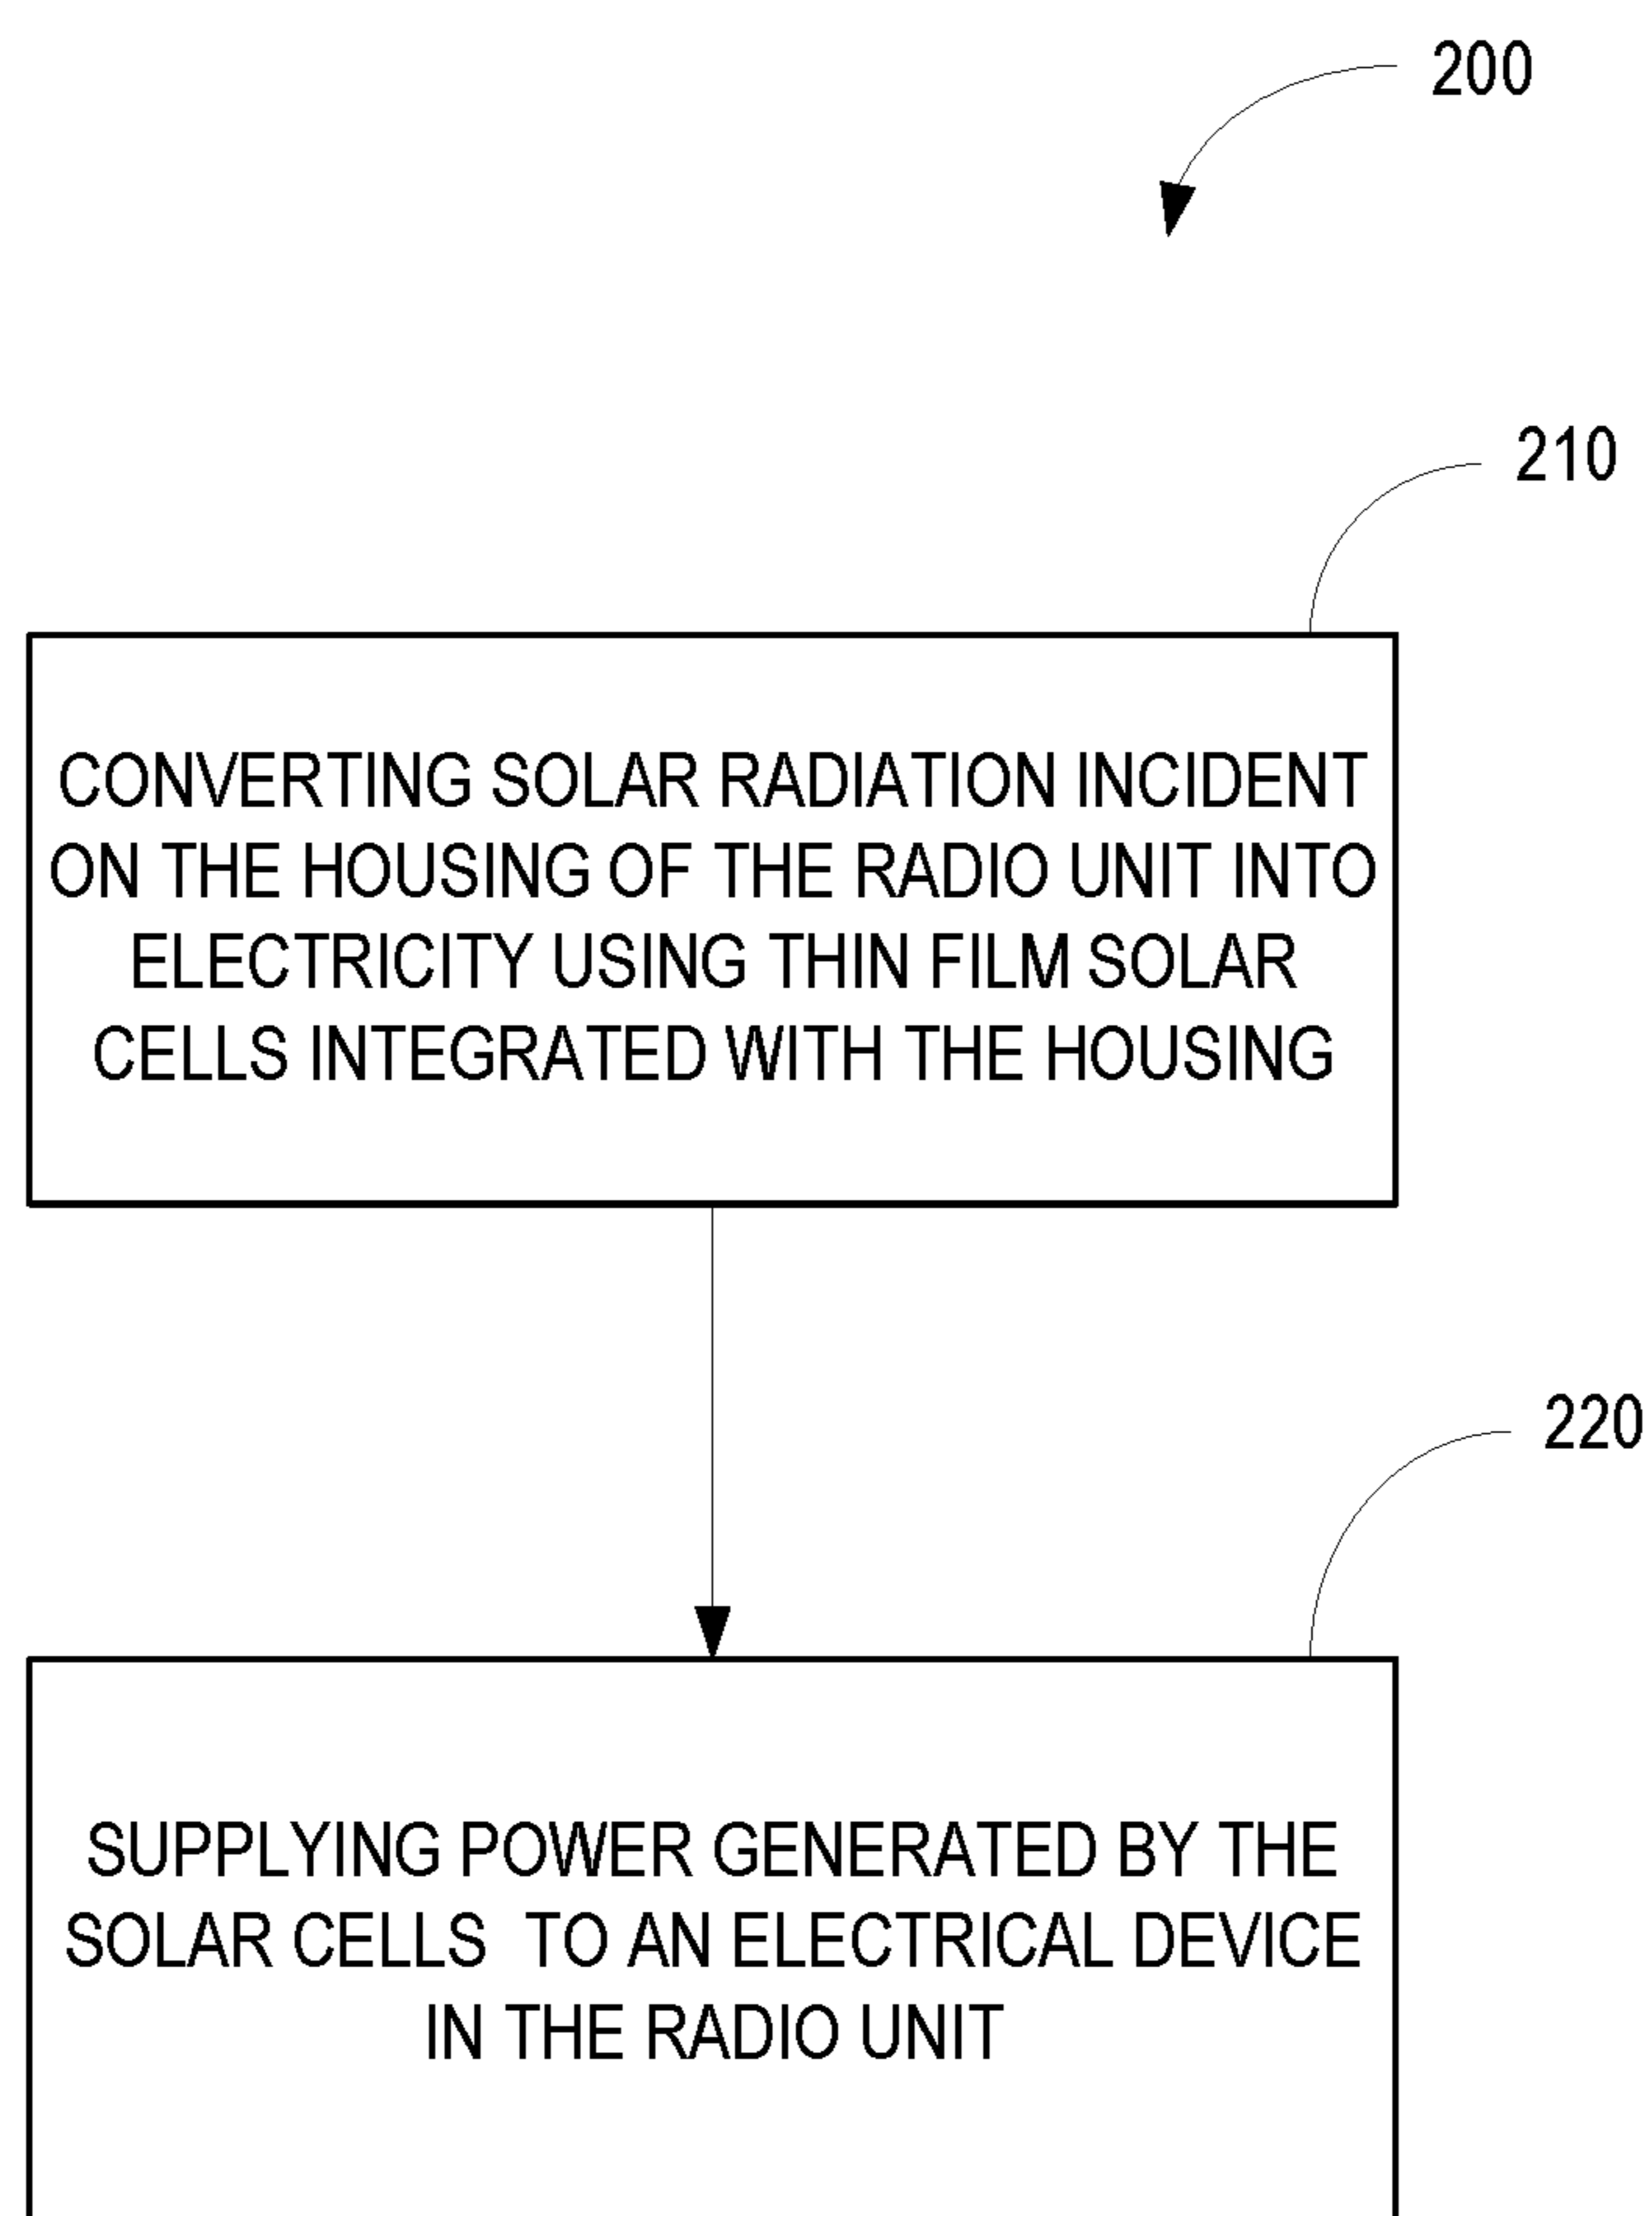 200
210
CONVERTING SOLAR RADIATION INCIDENT
ON THE HOUSING OF THE RADIO UNIT INTO
ELECTRICITY USING THIN FILM SOLAR
CELLS INTEGRATED WITH THE HOUSING
220
SUPPLYING POWER GENERATED BY THE
SOLAR CELLS  TO AN ELECTRICAL DEVICE
IN THE RADIO UNIT